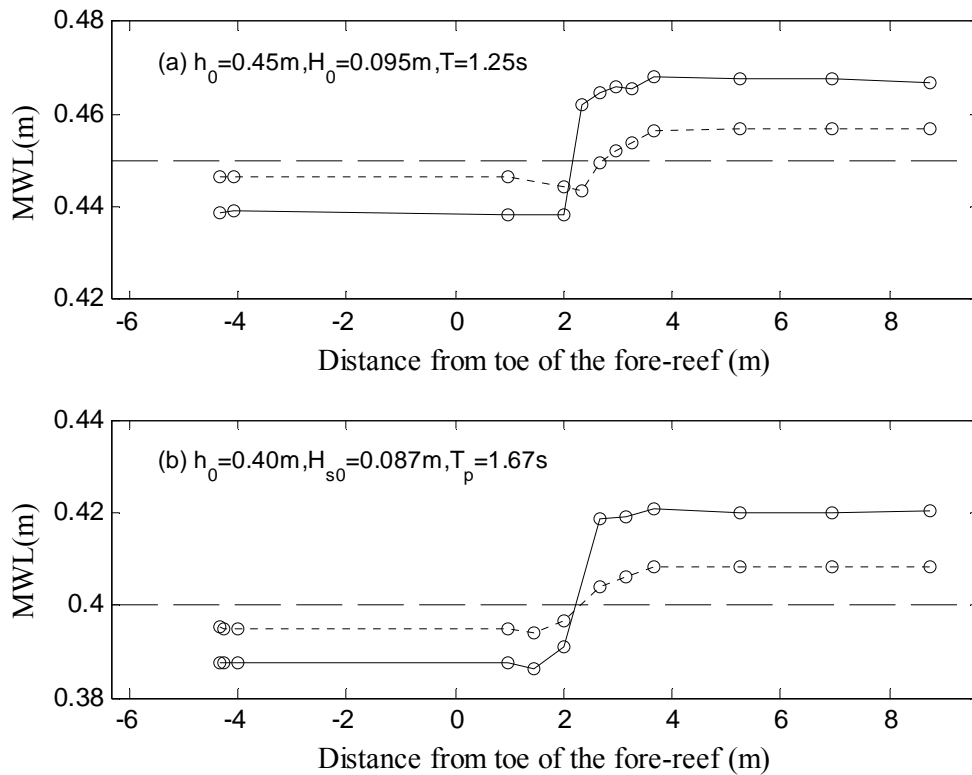 0.48
(a) h0=0.45m,H0=0.095m,T=1.25s
0.46
MWL(m)
0.44
0.42
-6 -4 -2 0 2 4 6 8
Distance from toe of the fore-reef (m)
0.44
(b) h0=0.40m,Hs0=0.087m,Tp=1.67s
0.42
MWL(m)
0.4
0.38
-6 -4 -2 0 2 4 6 8
Distance from toe of the fore-reef (m)